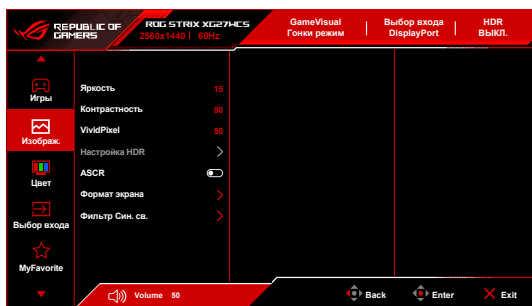 REPUBLIC OF
GAMERS
ROG STRIX XG27WCS
2560x1440 | 60Hz
GameVisual
Гонки режим
Выбор входа
DisplayPort
HDR
ВЫКЛ.
Игры
Изображ.
Цвет
Выбор входа
MyFavorite
Яркость 15
Контрастность 80
VividPixel 50
Настройка HDR
ASCR
Формат экрана
Фильтр Син. св.
Volume 50
Back
Enter
Exit